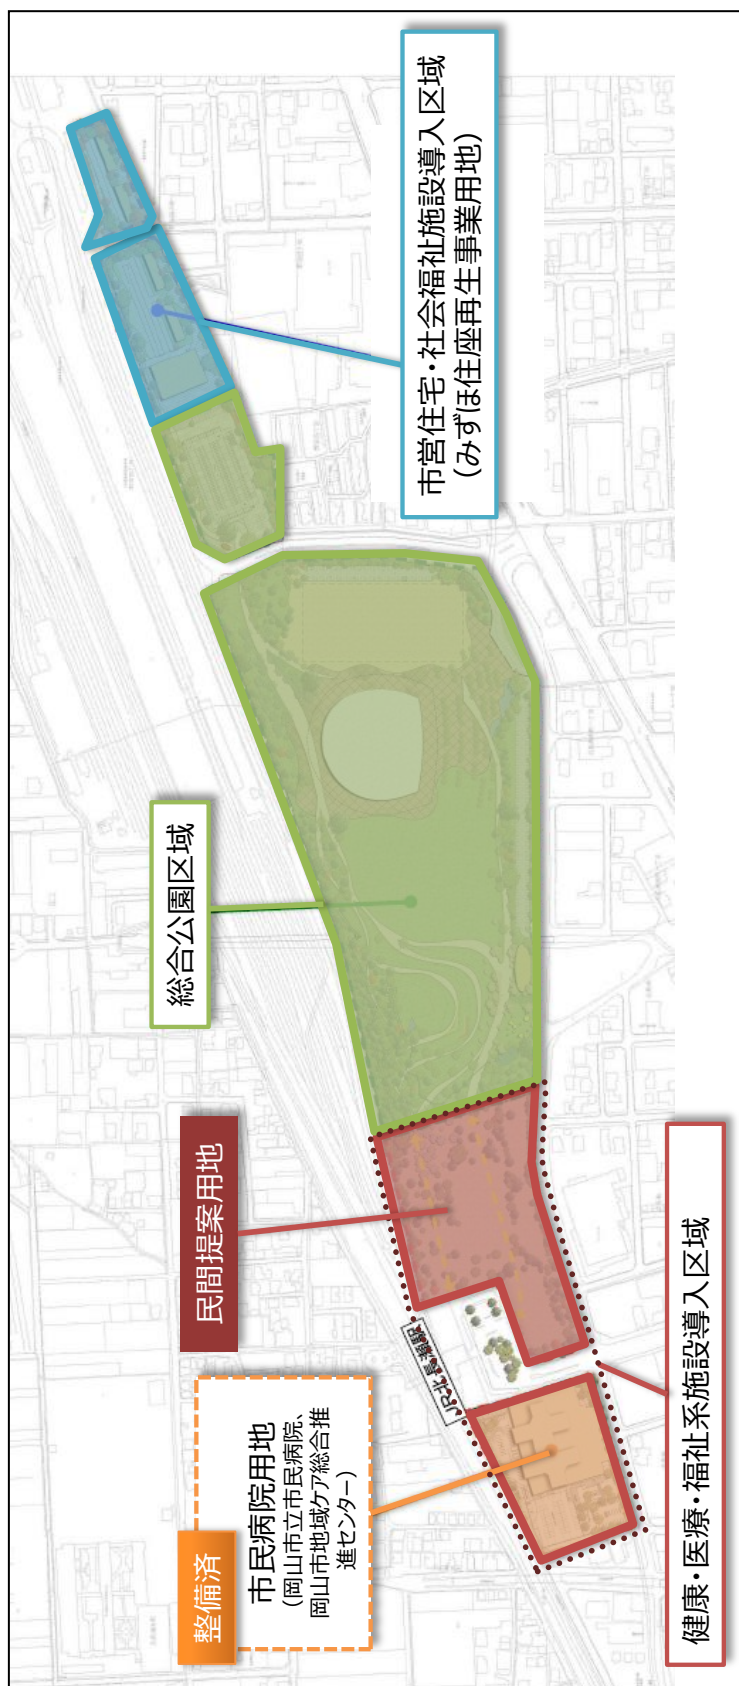 整備済
市民病院用地
(岡山市立市民病院、
岡山市地域ケア総合推
進センター)
民間提案用地
総合公園区域
JR北長瀬駅
健康・医療・福祉系施設導入区域
市営住宅・社会福祉施設導入区域
(みずほ住座再生事業用地)